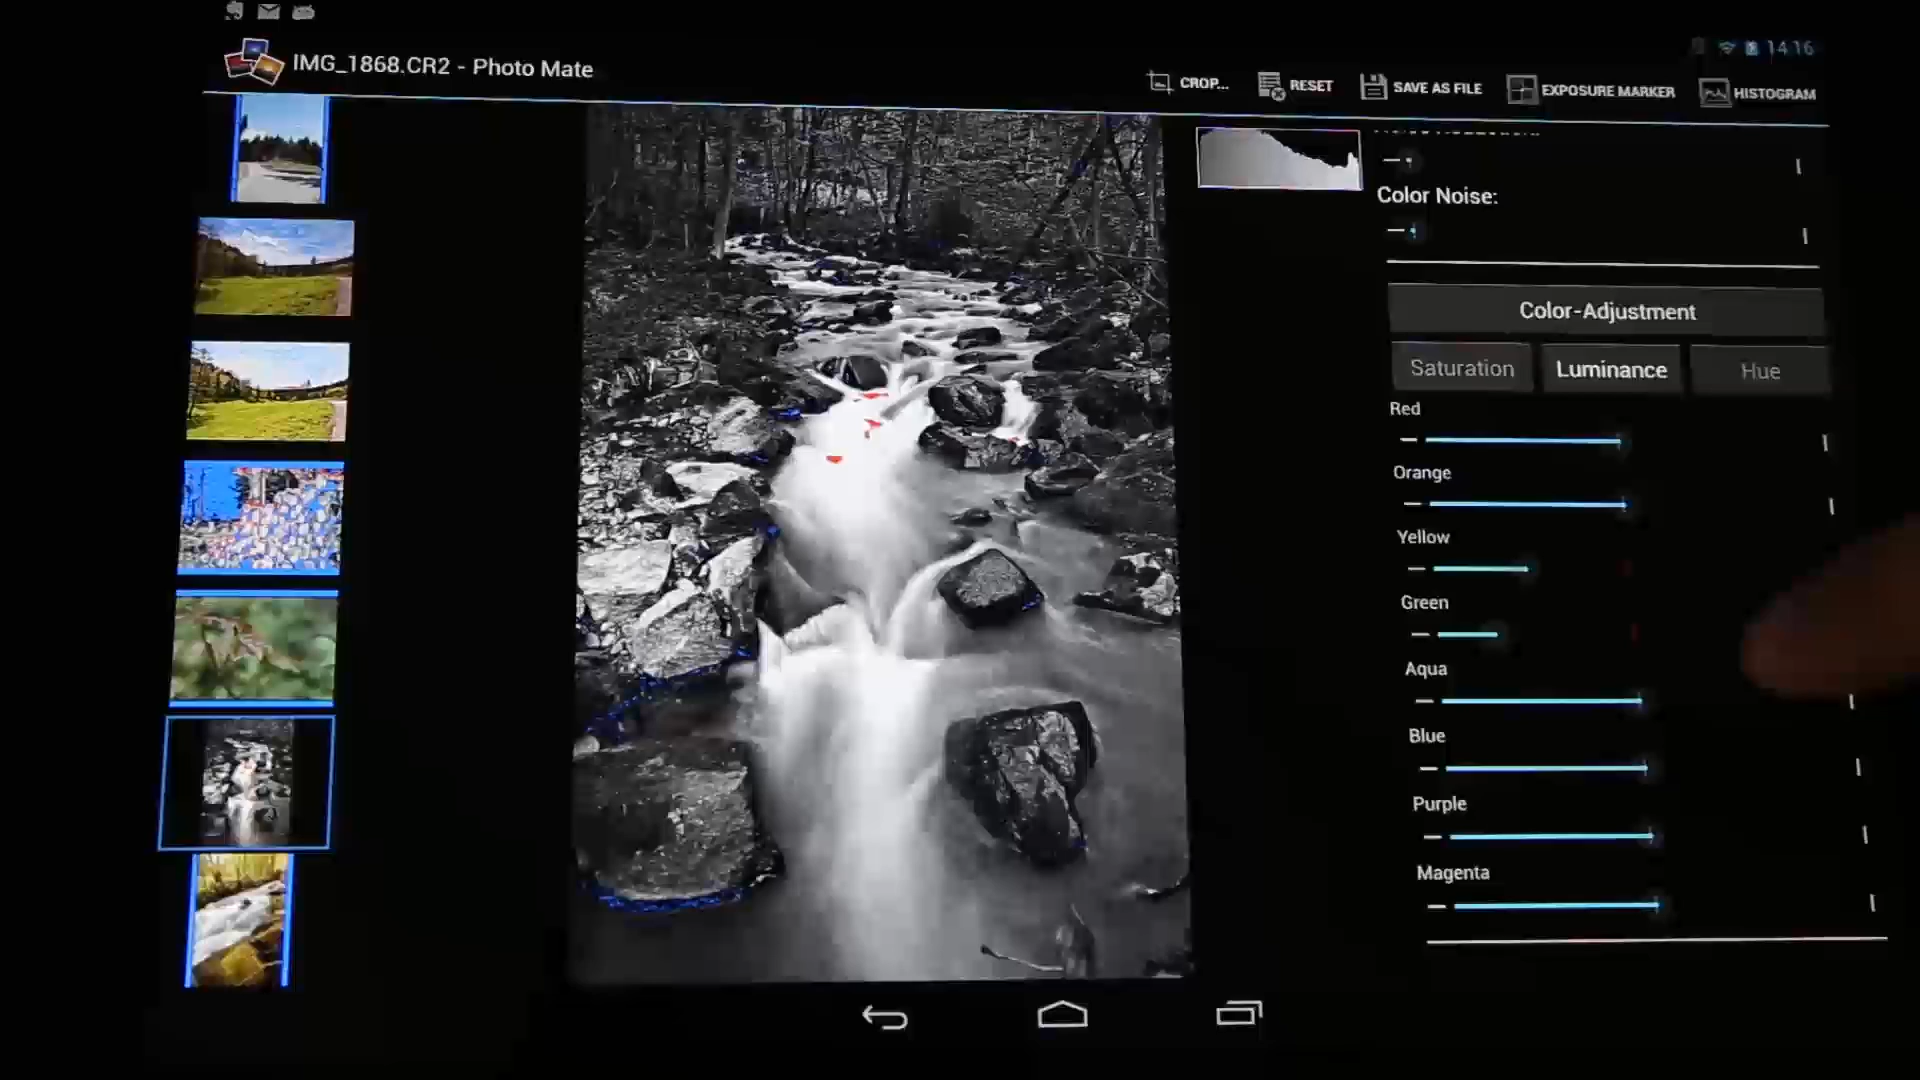 14:16
IMG_1868.CR2 - Photo Mate
CROP...
RESET
SAVE AS FILE
EXPOSURE MARKER
HISTOGRAM
Color Noise:
Color-Adjustment
Saturation
Luminance
Hue
Red
Orange
Yellow
Green
Aqua
Blue
Purple
Magenta